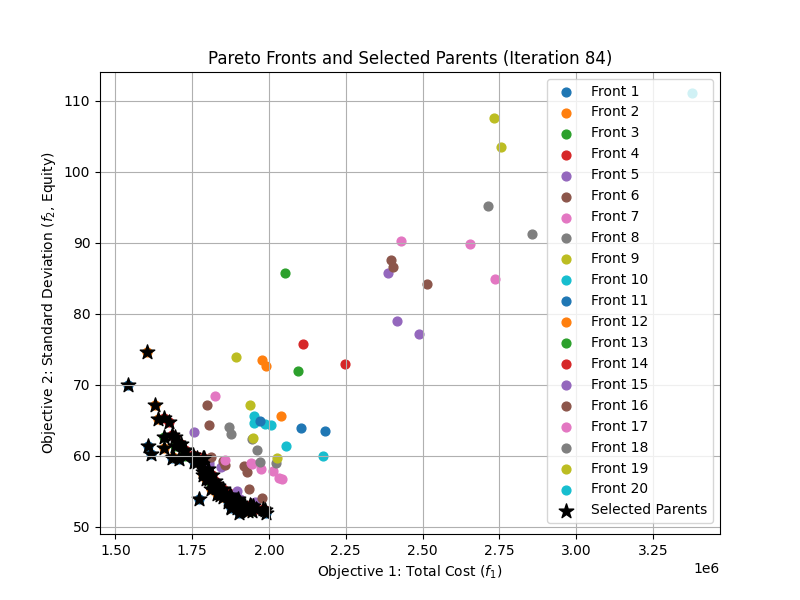 Pareto Fronts and Selected Parents (Iteration 84)
Objective 2: Standard Deviation (f₂, Equity)
110
100
90
80
70
60
50
1.50
1.75
2.00
2.25
2.50
2.75
3.00
3.25
1e6
Objective 1: Total Cost (f₁)
Front 1
Front 2
Front 3
Front 4
Front 5
Front 6
Front 7
Front 8
Front 9
Front 10
Front 11
Front 12
Front 13
Front 14
Front 15
Front 16
Front 17
Front 18
Front 19
Front 20
Selected Parents